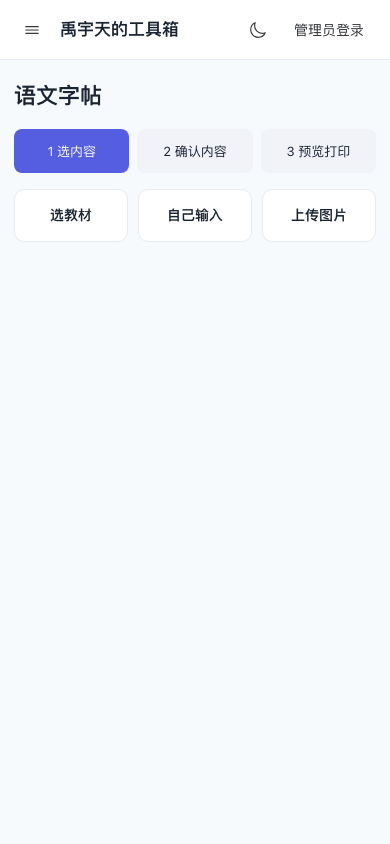 禹宇天的工具箱
管理员登录
语文字帖
1 选内容
2 确认内容
3 预览打印
选教材
自己输入
上传图片